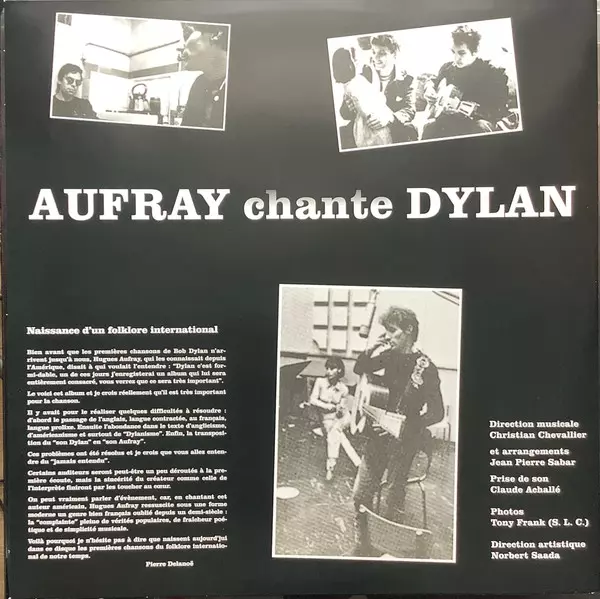 AUFRAY chante DYLAN
Naissance d'un folklore international
Bien avant que les premières chansons de Bob Dylan n'ar-
rivent jusqu'à nous, Hugues Aufray, qui les connaissait depuis
l'Amérique, disait à qui voulait l'entendre : "Dylan c'est for-
mi-dable, un de ces jours j'enregistrerai un album qui lui sera
entièrement consacré, vous verrez que ce sera très important".
Le voici cet album et je crois réellement qu'il est très important
pour la chanson.
Il y avait pour le réaliser quelques difficultés à résoudre :
d'abord le passage de l'anglais, langue contractée, au français,
langue prolixe. Ensuite l'abondance dans le texte d'anglicisme,
d'américanisme et surtout de "Dylanisme". Enfin, la transposi-
tion du "son Dylan" en "son Aufray".
Ces problèmes ont été résolus et je crois que vous allez enten-
dre du "jamais entendu".
Certains auditeurs seront peut-être un peu dérouté à la pre-
mière écoute, mais la sincérité du créateur comme celle de
l'interprète finiront par les toucher au cœur.
On peut vraiment parler d'évènement, car, en chantant cet
auteur américain, Hugues Aufray ressuscite sous une forme
moderne un genre bien français oublié depuis un demi-siècle :
la "complainte" pleine de vérités populaires, de fraîcheur poé-
tique et de simplicité musicale.
Voilà pourquoi je n'hésite pas à dire que naissent aujourd'hui
dans ce disque les premières chansons du folklore internatio-
nal de notre temps.
Pierre Delanoë
Direction musicale
Christian Chevallier
et arrangements
Jean Pierre Sabar
Prise de son
Claude Achallé
Photos
Tony Frank (S. L. C.)
Direction artistique
Norbert Saada